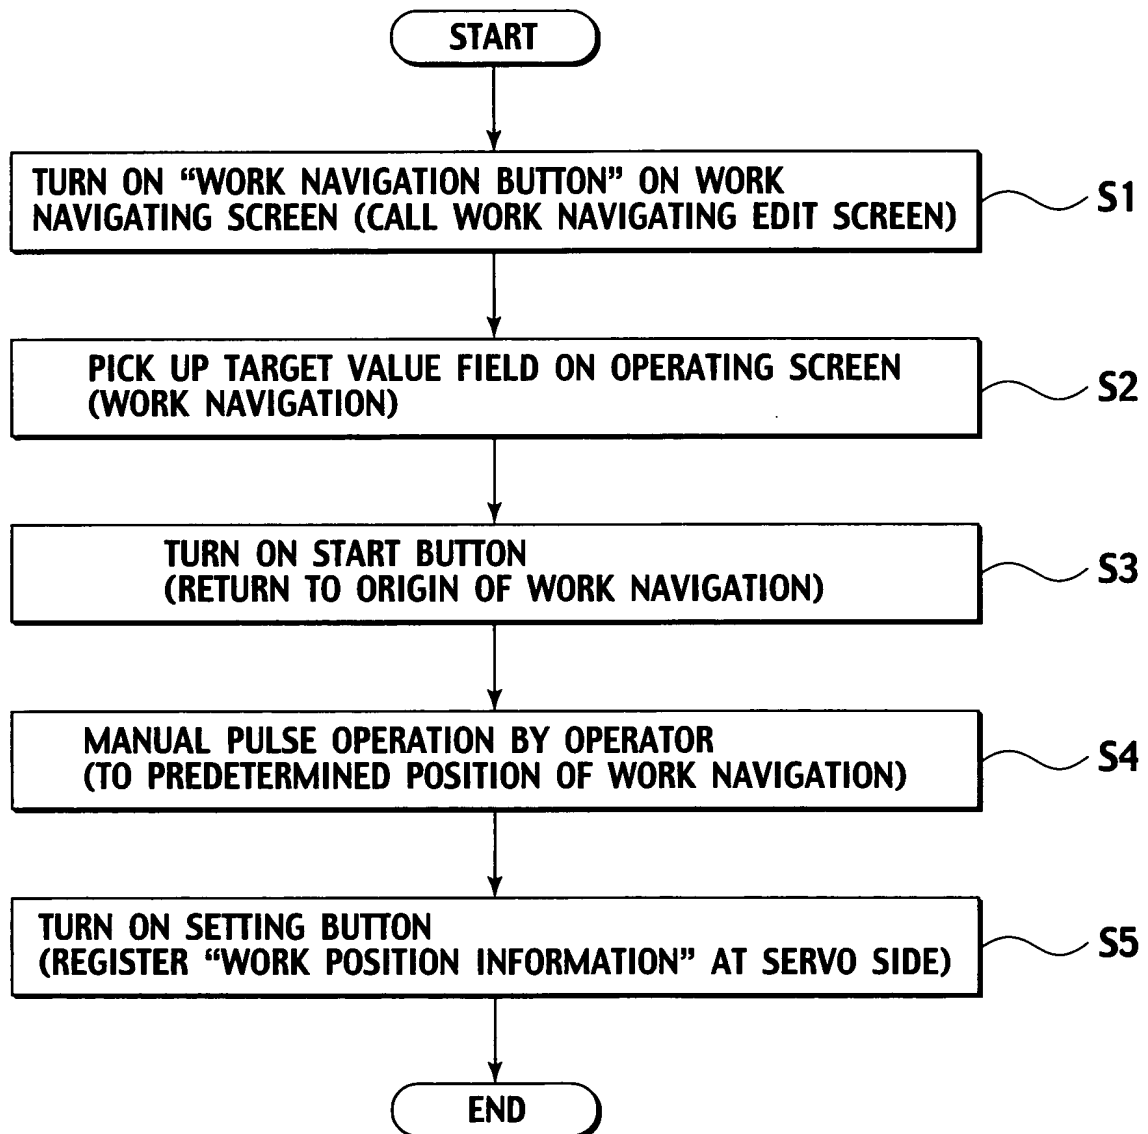 START
TURN ON “WORK NAVIGATION BUTTON” ON WORK
NAVIGATING SCREEN (CALL WORK NAVIGATING EDIT SCREEN)
S1
PICK UP TARGET VALUE FIELD ON OPERATING SCREEN
(WORK NAVIGATION)
S2
TURN ON START BUTTON
(RETURN TO ORIGIN OF WORK NAVIGATION)
S3
MANUAL PULSE OPERATION BY OPERATOR
(TO PREDETERMINED POSITION OF WORK NAVIGATION)
S4
TURN ON SETTING BUTTON
(REGISTER “WORK POSITION INFORMATION” AT SERVO SIDE)
S5
END